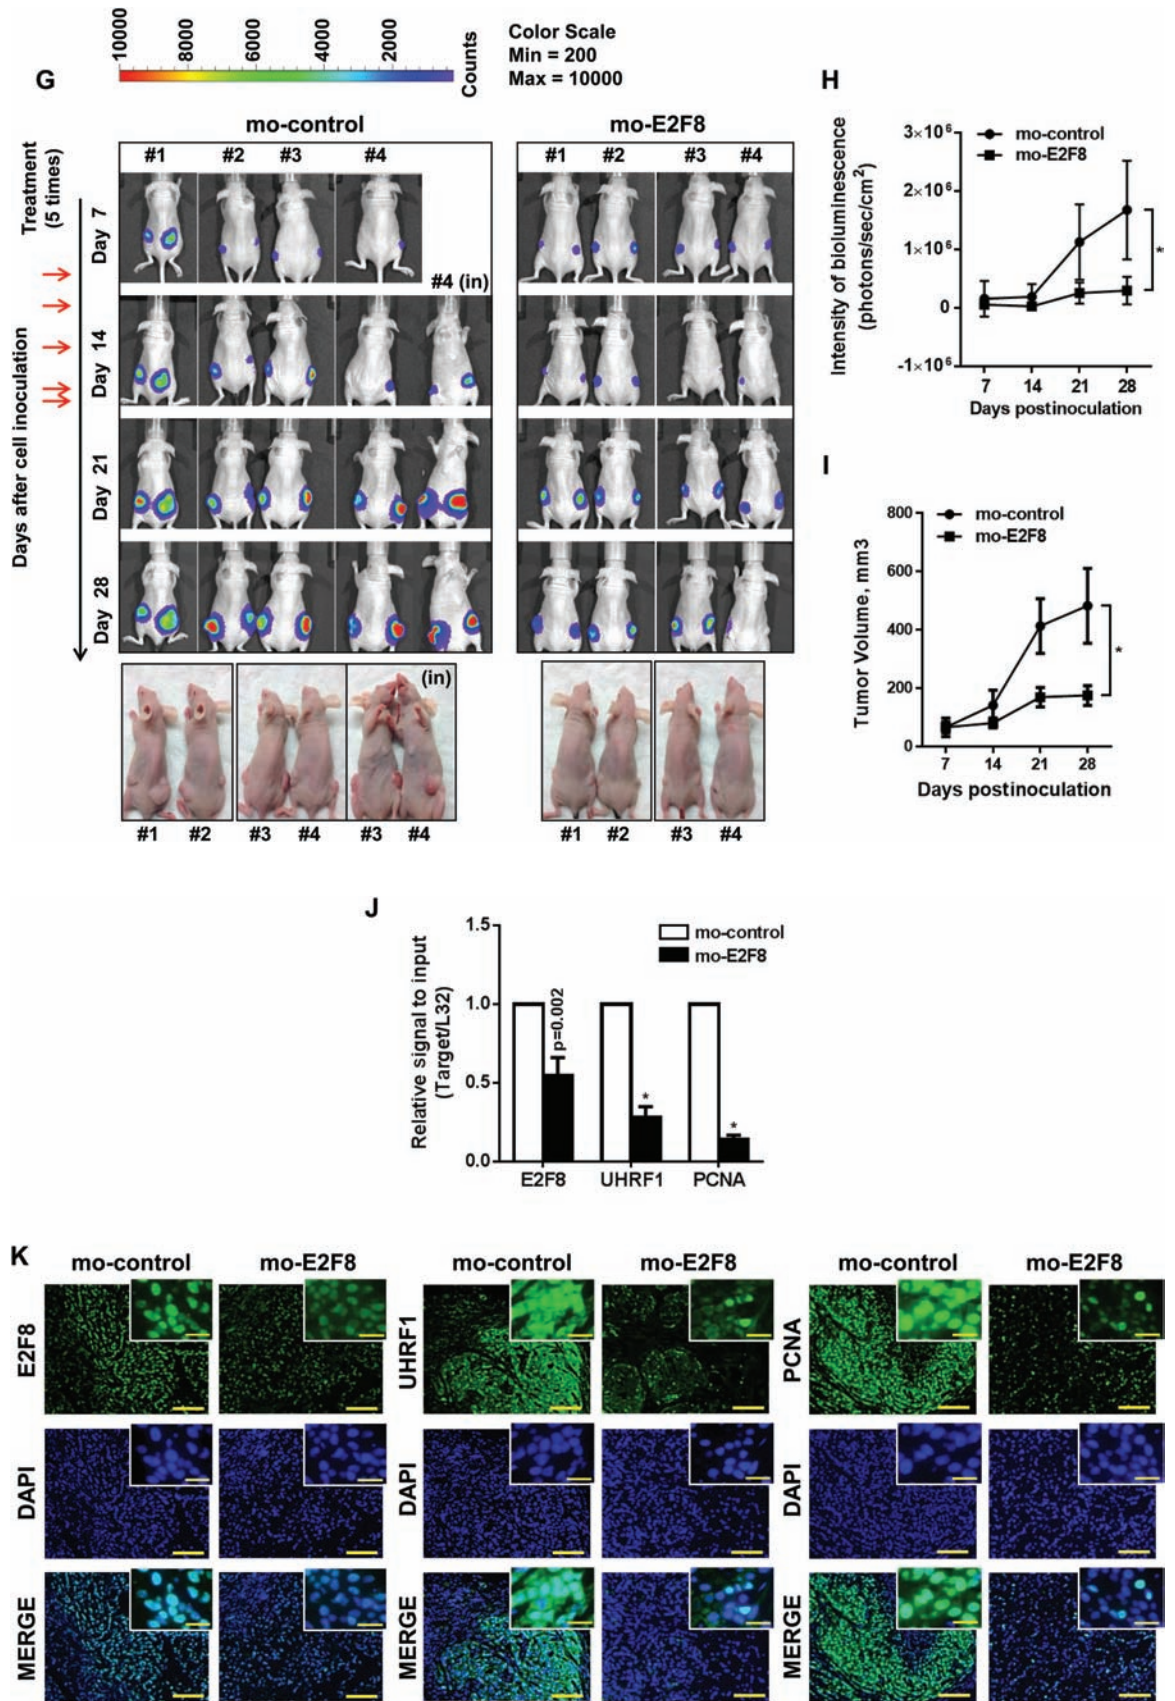 G
10000
8000
6000
4000
2000
Counts
Color Scale
Min = 200
Max = 10000
mo-control
mo-E2F8
#1 #2 #3 #4
#1 #2 #3 #4
Treatment
(5 times)
Days after cell inoculation
Day 7
#4 (in)
Day 14
Day 21
Day 28
(in)
#1 #2 #3 #4 #3 #4
#1 #2 #3 #4
H
Intensity of bioluminescence
(photons/sec/cm²)
3×10⁶
2×10⁶
1×10⁶
0
-1×10⁶
mo-control
mo-E2F8
*
7 14 21 28
Days postinoculation
I
Tumor Volume, mm3
800
600
400
200
0
mo-control
mo-E2F8
*
7 14 21 28
Days postinoculation
J
Relative signal to input
(Target/L32)
1.5
1.0
0.5
0.0
mo-control
mo-E2F8
p=0.002
*
*
E2F8 UHRF1 PCNA
K
mo-control mo-E2F8 mo-control mo-E2F8 mo-control mo-E2F8
E2F8 UHRF1 PCNA
DAPI DAPI DAPI
MERGE MERGE MERGE